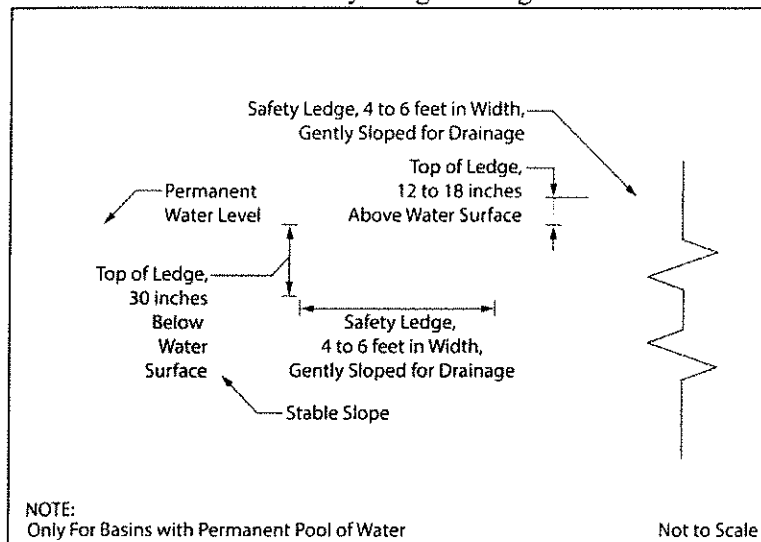 Safety Ledge, 4 to 6 feet in Width,
Gently Sloped for Drainage
Top of Ledge,
12 to 18 inches
Above Water Surface
Permanent
Water Level
Top of Ledge,
30 inches
Below
Water
Surface
Safety Ledge,
4 to 6 feet in Width,
Gently Sloped for Drainage
Stable Slope
NOTE:
Only For Basins with Permanent Pool of Water
Not to Scale